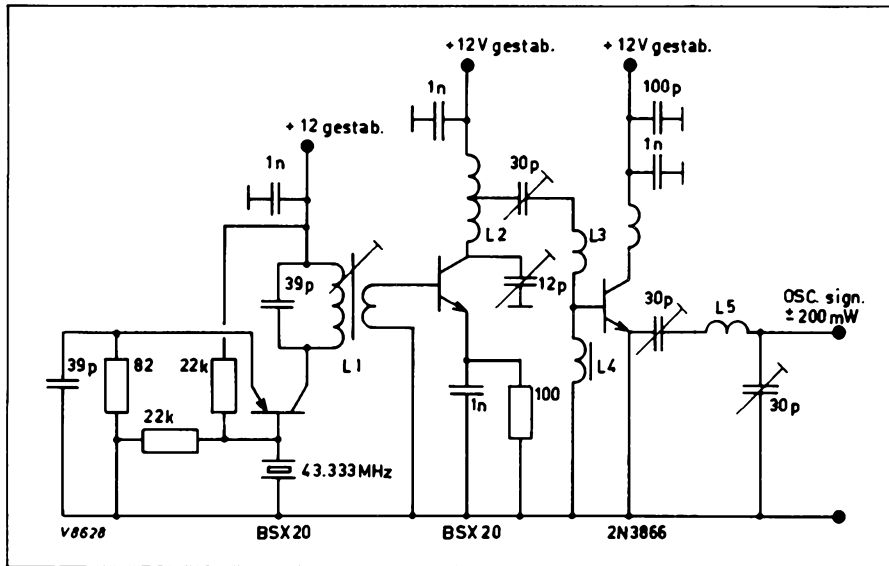 +12V gestab.
+12V gestab.
1n
100p
+12 gestab.
1n
30p
1n
L2
L3
39p
12p
30p
L5
OSC. sign.
± 200 mW
39p
82
22k
L1
L4
22k
1n
100
30p
43.333 MHz
V8628
BSX20
BSX20
2N3866